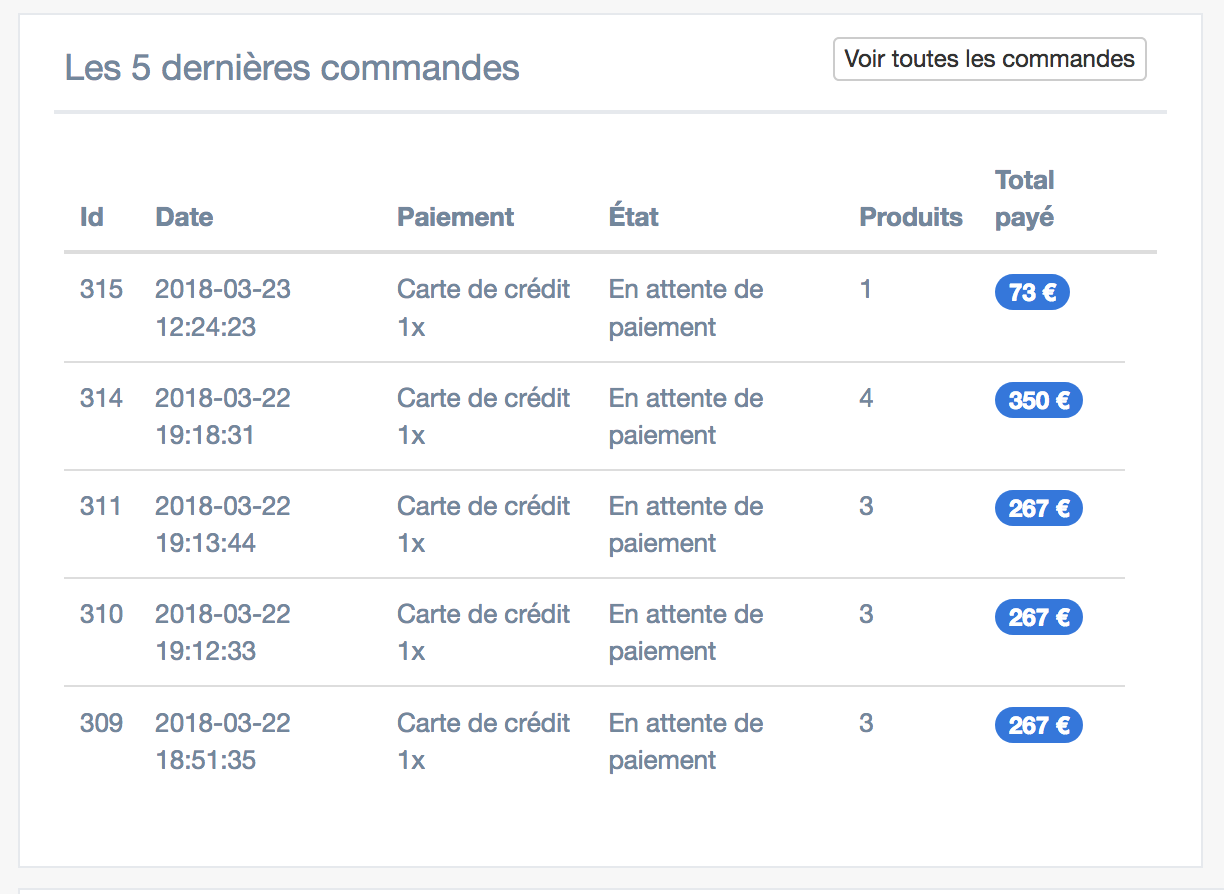 Les 5 dernières commandes
Voir toutes les commandes
Id Date Paiement État Produits Total payé
315 2018-03-23 Carte de crédit En attente de 1 73 €
12:24:23 1x paiement
314 2018-03-22 Carte de crédit En attente de 4 350 €
19:18:31 1x paiement
311 2018-03-22 Carte de crédit En attente de 3 267 €
19:13:44 1x paiement
310 2018-03-22 Carte de crédit En attente de 3 267 €
19:12:33 1x paiement
309 2018-03-22 Carte de crédit En attente de 3 267 €
18:51:35 1x paiement